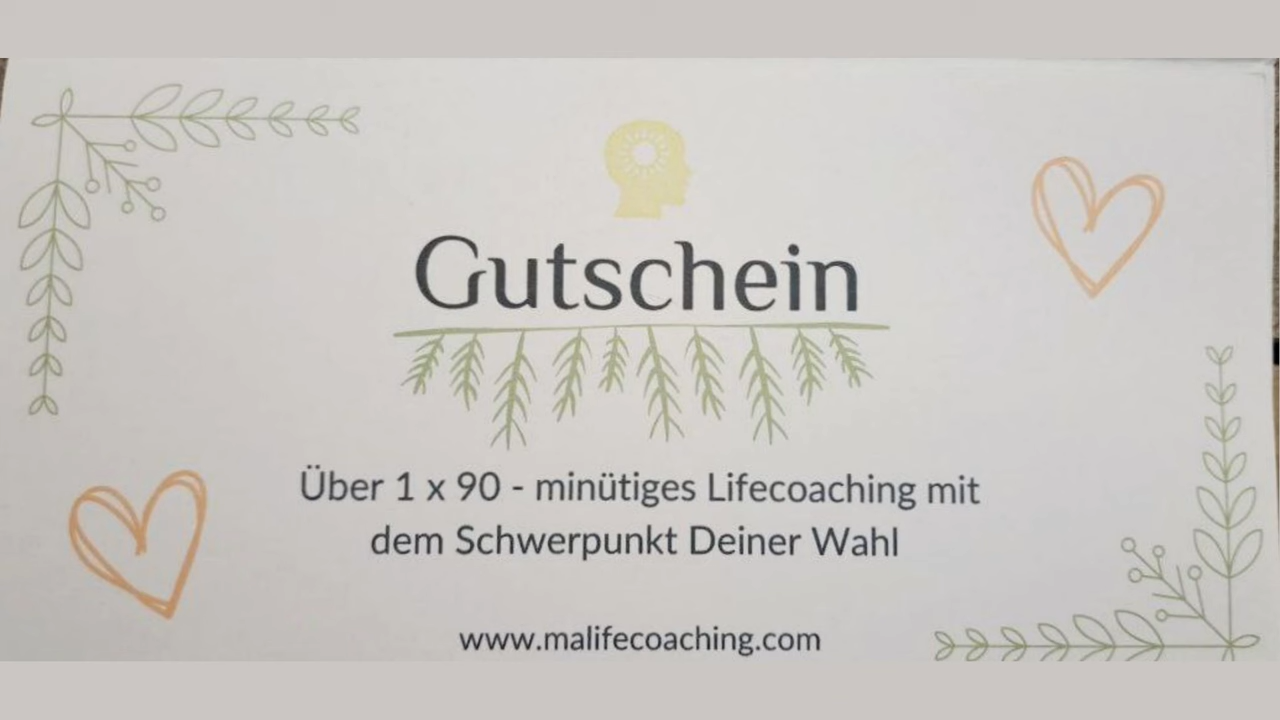 Gutschein
Über 1 x 90 - minütiges Lifecoaching mit
dem Schwerpunkt Deiner Wahl
www.malifecoaching.com